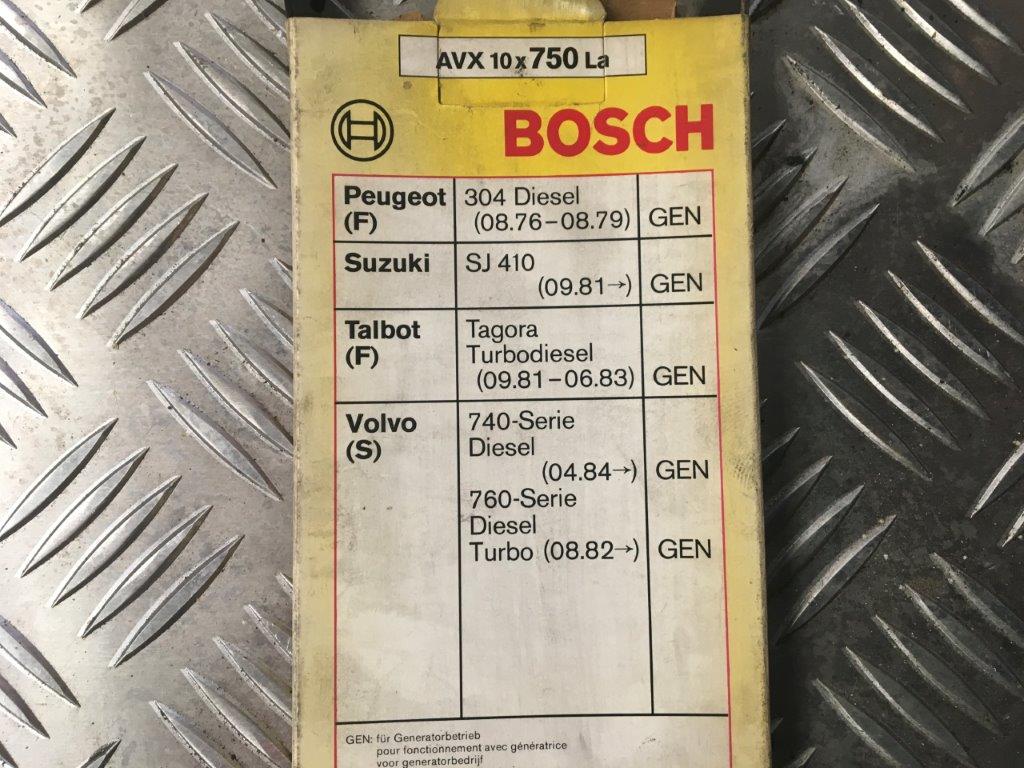 AVX 10 x 750 La
BOSCH
Peugeot (F) 304 Diesel
(08.76–08.79) GEN
Suzuki SJ 410
(09.81→) GEN
Talbot (F) Tagora
Turbodiesel
(09.81–06.83) GEN
Volvo (S) 740-Serie
Diesel
(04.84→) GEN
760-Serie
Diesel
Turbo (08.82→) GEN
GEN: für Generatorbetrieb
pour fonctionnement avec génératrice
voor generatorbedrijf